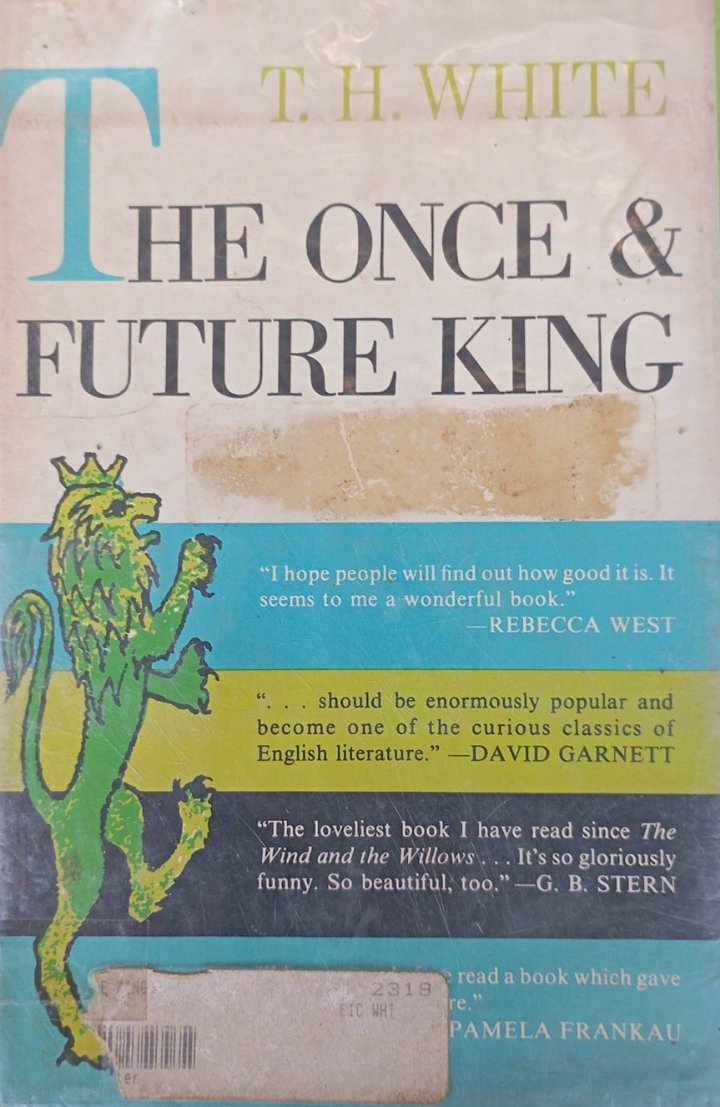 T. H. WHITE
THE ONCE &
FUTURE KING
“I hope people will find out how good it is. It
seems to me a wonderful book.”
—REBECCA WEST
“. . . should be enormously popular and
become one of the curious classics of
English literature.” —DAVID GARNETT
“The loveliest book I have read since The
Wind and the Willows . . . It’s so gloriously
funny. So beautiful, too.” —G. B. STERN
read a book which gave
PAMELA FRANKAU
2318
FIC WHI